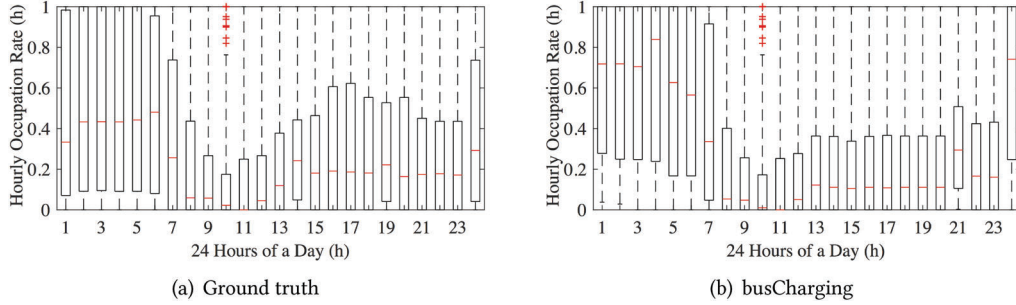 Hourly Occupation Rate (h)
1
0.8
0.6
0.4
0.2
0
1 3 5 7 9 11 13 15 17 19 21 23
24 Hours of a Day (h)
(a) Ground truth
Hourly Occupation Rate (h)
1
0.8
0.6
0.4
0.2
0
1 3 5 7 9 11 13 15 17 19 21 23
24 Hours of a Day (h)
(b) busCharging